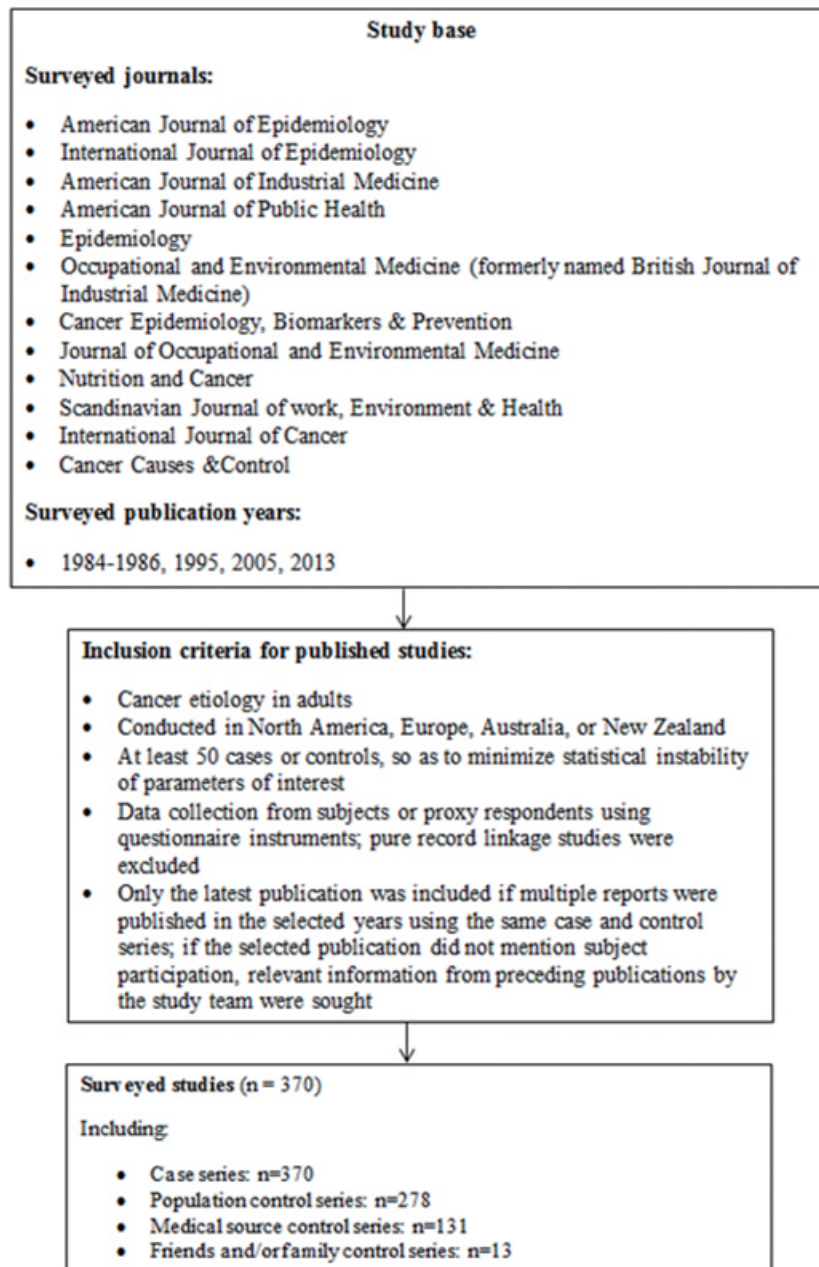 Study base
Surveyed journals:
• American Journal of Epidemiology
• International Journal of Epidemiology
• American Journal of Industrial Medicine
• American Journal of Public Health
• Epidemiology
• Occupational and Environmental Medicine (formerly named British Journal of
Industrial Medicine)
• Cancer Epidemiology, Biomarkers & Prevention
• Journal of Occupational and Environmental Medicine
• Nutrition and Cancer
• Scandinavian Journal of work, Environment & Health
• International Journal of Cancer
• Cancer Causes &Control
Surveyed publication years:
• 1984-1986, 1995, 2005, 2013
Inclusion criteria for published studies:
• Cancer etiology in adults
• Conducted in North America, Europe, Australia, or New Zealand
• At least 50 cases or controls, so as to minimize statistical instability
of parameters of interest
• Data collection from subjects or proxy respondents using
questionnaire instruments; pure record linkage studies were
excluded
• Only the latest publication was included if multiple reports were
published in the selected years using the same case and control
series; if the selected publication did not mention subject
participation, relevant information from preceding publications by
the study team were sought
Surveyed studies (n = 370)
Including:
• Case series: n=370
• Population control series: n=278
• Medical source control series: n=131
• Friends and/or family control series: n=13